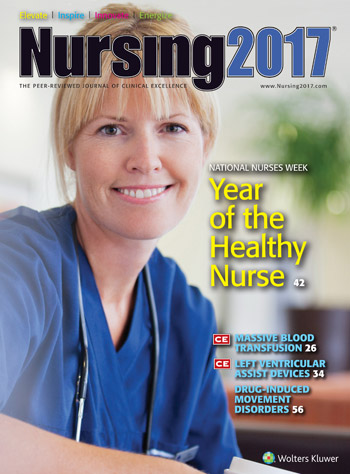 Elevate | Inspire | Innovate | Energize
Nursing2017®
THE PEER-REVIEWED JOURNAL OF CLINICAL EXCELLENCE www.Nursing2017.com
NATIONAL NURSES WEEK
Year
of the
Healthy
Nurse 42
CE MASSIVE BLOOD
TRANSFUSION 26
CE LEFT VENTRICULAR
ASSIST DEVICES 34
DRUG-INDUCED
MOVEMENT
DISORDERS 56
Wolters Kluwer